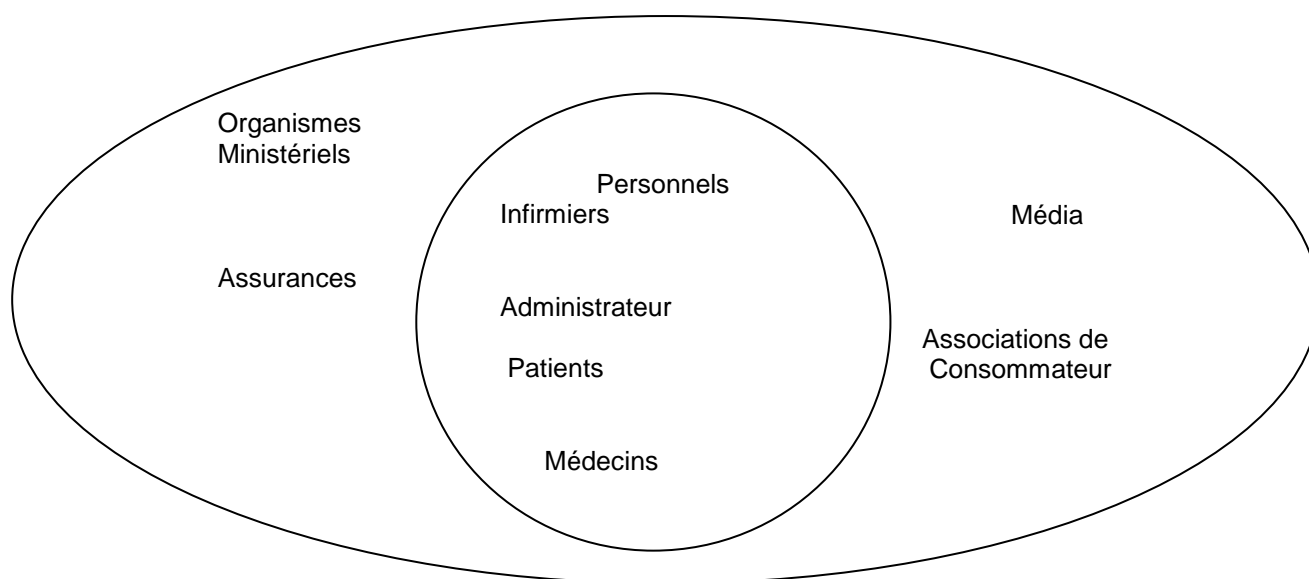 Organismes
Ministériels
Assurances
Personnels
Infirmiers
Administrateur
Patients
Médecins
Média
Associations de
Consommateur